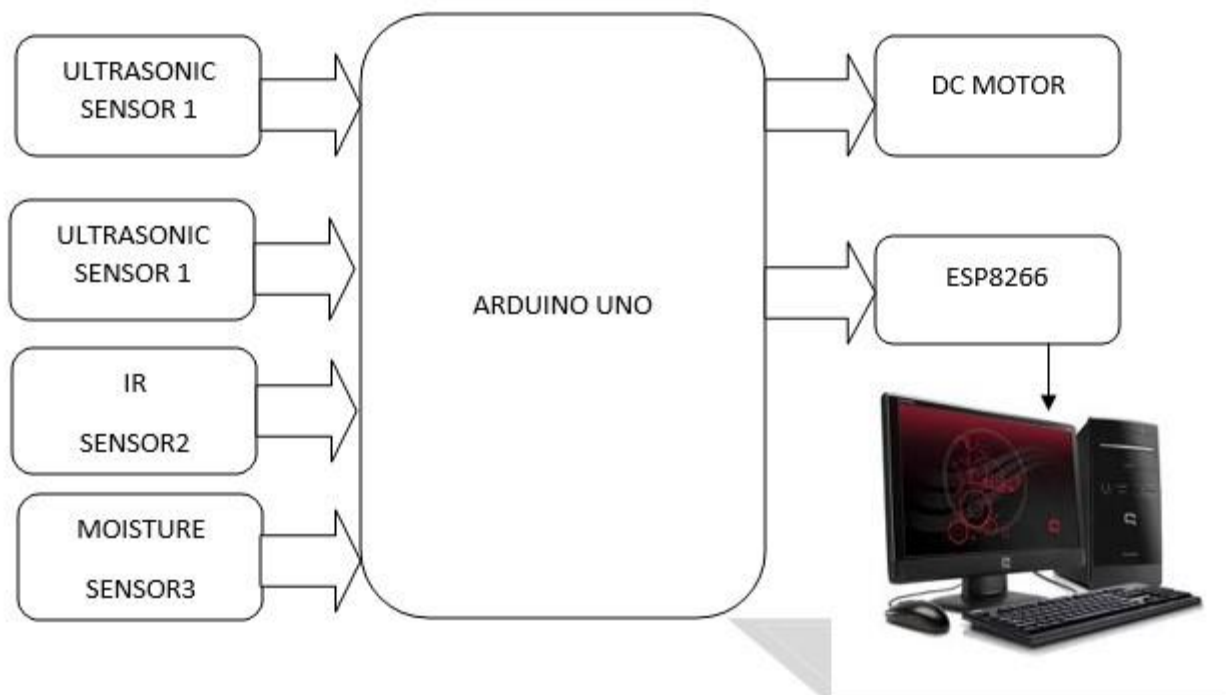 ULTRASONIC
SENSOR 1
ULTRASONIC
SENSOR 1
IR
SENSOR2
MOISTURE
SENSOR3
ARDUINO UNO
DC MOTOR
ESP8266